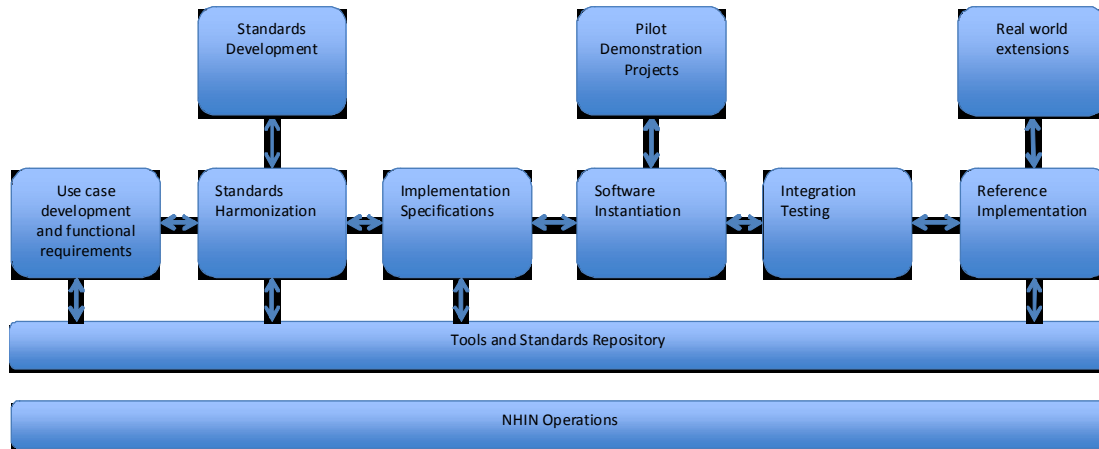 Standards
Development
Pilot
Demonstration
Projects
Real world
extensions
Use case
development
and functional
requirements
Standards
Harmonization
Implementation
Specifications
Software
Instantiation
Integration
Testing
Reference
Implementation
Tools and Standards Repository
NHIN Operations